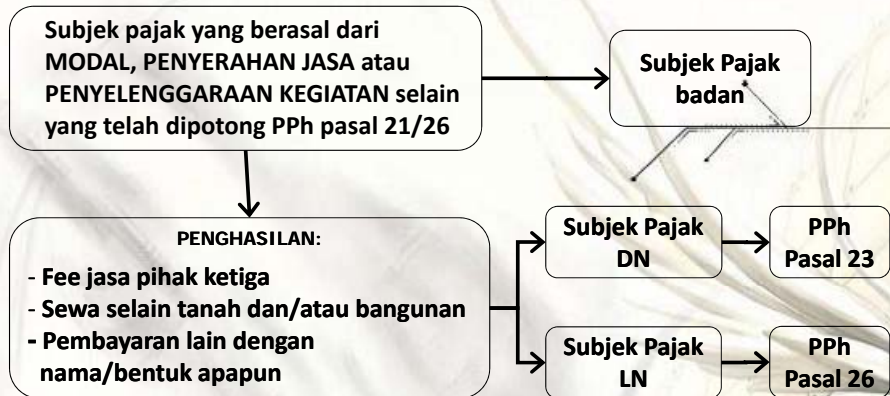 Subjek pajak yang berasal dari
MODAL, PENYERAHAN JASA atau
PENYELENGGARAAN KEGIATAN selain
yang telah dipotong PPh pasal 21/26
Subjek Pajak
badan
PENGHASILAN:
- Fee jasa pihak ketiga
- Sewa selain tanah dan/atau bangunan
- Pembayaran lain dengan
nama/bentuk apapun
Subjek Pajak
DN
PPh
Pasal 23
Subjek Pajak
LN
PPh
Pasal 26